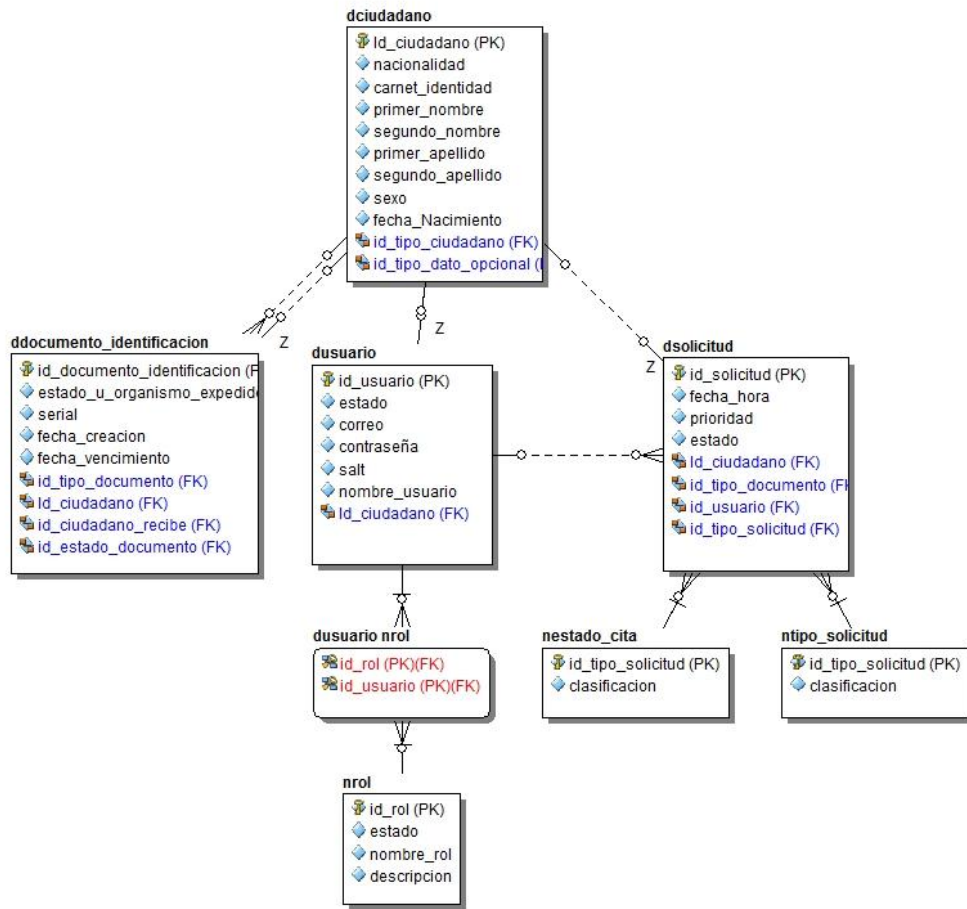 dciudadano
Id_ciudadano (PK)
nacionalidad
carnet_identidad
primer_nombre
segundo_nombre
primer_apellido
segundo_apellido
sexo
fecha_Nacimiento
id_tipo_ciudadano (FK)
id_tipo_dato_opcional (
Z
Z
Z
ddocumento_identificacion
id_documento_identificacion (F
estado_u_organismo_expedido
serial
fecha_creacion
fecha_vencimiento
id_tipo_documento (FK)
Id_ciudadano (FK)
id_ciudadano_recibe (FK)
id_estado_documento (FK)
dusuario
id_usuario (PK)
estado
correo
contraseña
salt
nombre_usuario
Id_ciudadano (FK)
dsolicitud
id_solicitud (PK)
fecha_hora
prioridad
estado
Id_ciudadano (FK)
id_tipo_documento (FK
id_usuario (FK)
id_tipo_solicitud (FK)
dusuario nrol
id_rol (PK)(FK)
id_usuario (PK)(FK)
nestado_cita
id_tipo_solicitud (PK)
clasificacion
ntipo_solicitud
id_tipo_solicitud (PK)
clasificacion
nrol
id_rol (PK)
estado
nombre_rol
descripcion